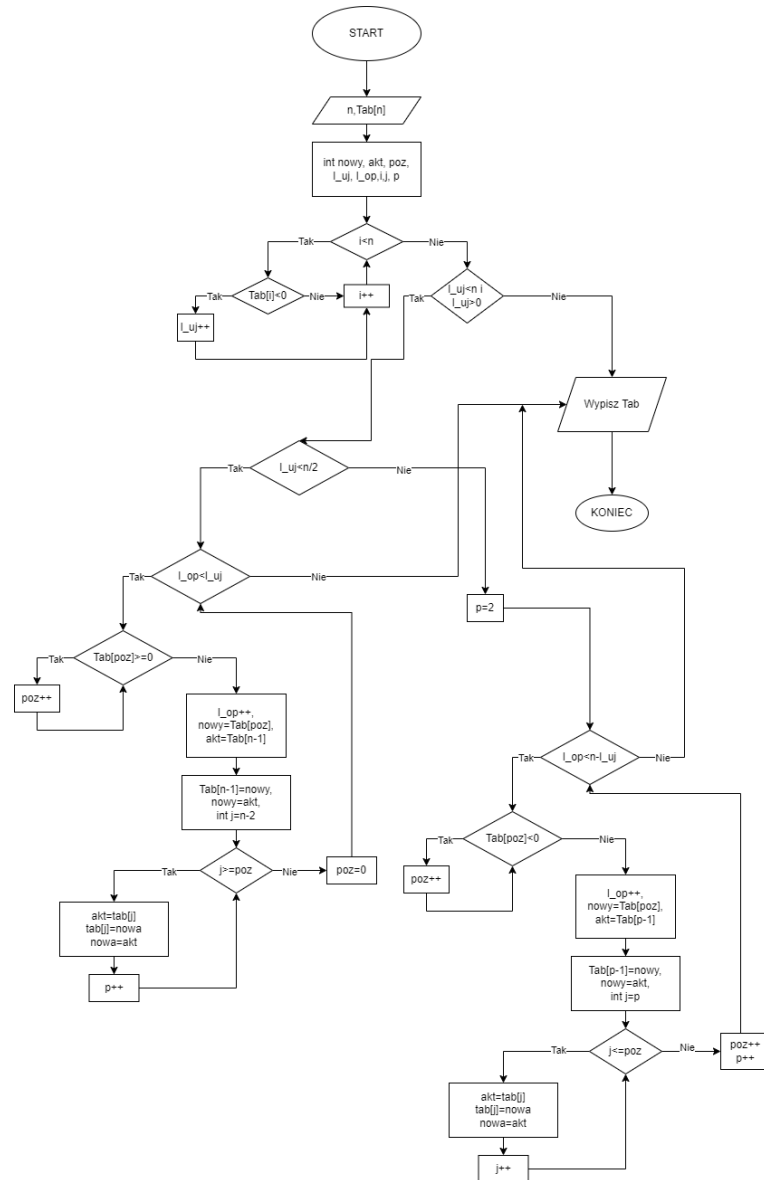 START
n,Tab[n]
int nowy, akt, poz,
l_uj, l_op,i,j, p
i<n
Tak
Nie
Tab[i]<0
Tak
Nie
i++
l_uj++
l_uj<n i
l_uj>0
Tak
Nie
Wypisz Tab
KONIEC
l_uj<n/2
Tak
Nie
l_op<l_uj
Tak
Nie
p=2
Tab[poz]>=0
Tak
Nie
poz++
l_op++,
nowy=Tab[poz],
akt=Tab[n-1]
Tab[n-1]=nowy,
nowy=akt,
int j=n-2
j>=poz
Tak
Nie
poz=0
akt=tab[j]
tab[j]=nowa
nowa=akt
p++
l_op<n-l_uj
Tak
Nie
Tab[poz]<0
Tak
Nie
poz++
l_op++,
nowy=Tab[poz],
akt=Tab[p-1]
Tab[p-1]=nowy,
nowy=akt,
int j=p
j<=poz
Tak
Nie
poz++
p++
akt=tab[j]
tab[j]=nowa
nowa=akt
j++